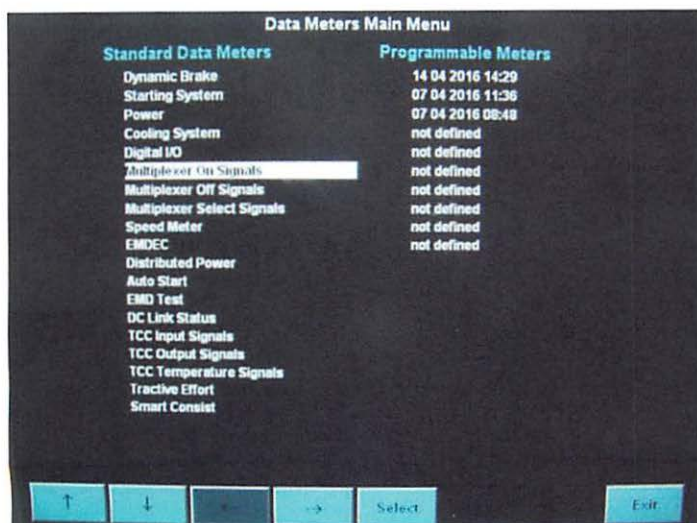 Data Meters Main Menu
Standard Data Meters
Dynamic Brake
Starting System
Power
Cooling System
Digital I/O
Multiplexer On Signals
Multiplexer Off Signals
Multiplexer Select Signals
Speed Meter
EMDEC
Distributed Power
Auto Start
EMD Test
DC Link Status
TCC Input Signals
TCC Output Signals
TCC Temperature Signals
Tractive Effort
Smart Consist
Programmable Meters
14 04 2016 14:29
07 04 2016 11:36
07 04 2016 08:48
not defined
not defined
not defined
not defined
not defined
not defined
not defined
↑ ↓ ← → Select Exit